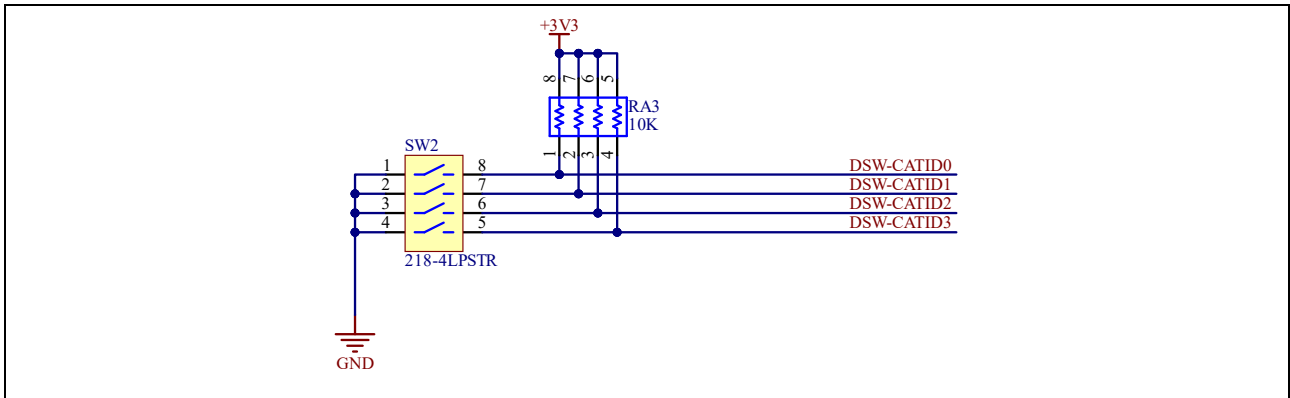 +3V3
8 7 6 5
RA3
10K
1 2 3 4
SW2
1 8 DSW-CATID0
2 7 DSW-CATID1
3 6 DSW-CATID2
4 5 DSW-CATID3
218-4LPSTR
GND